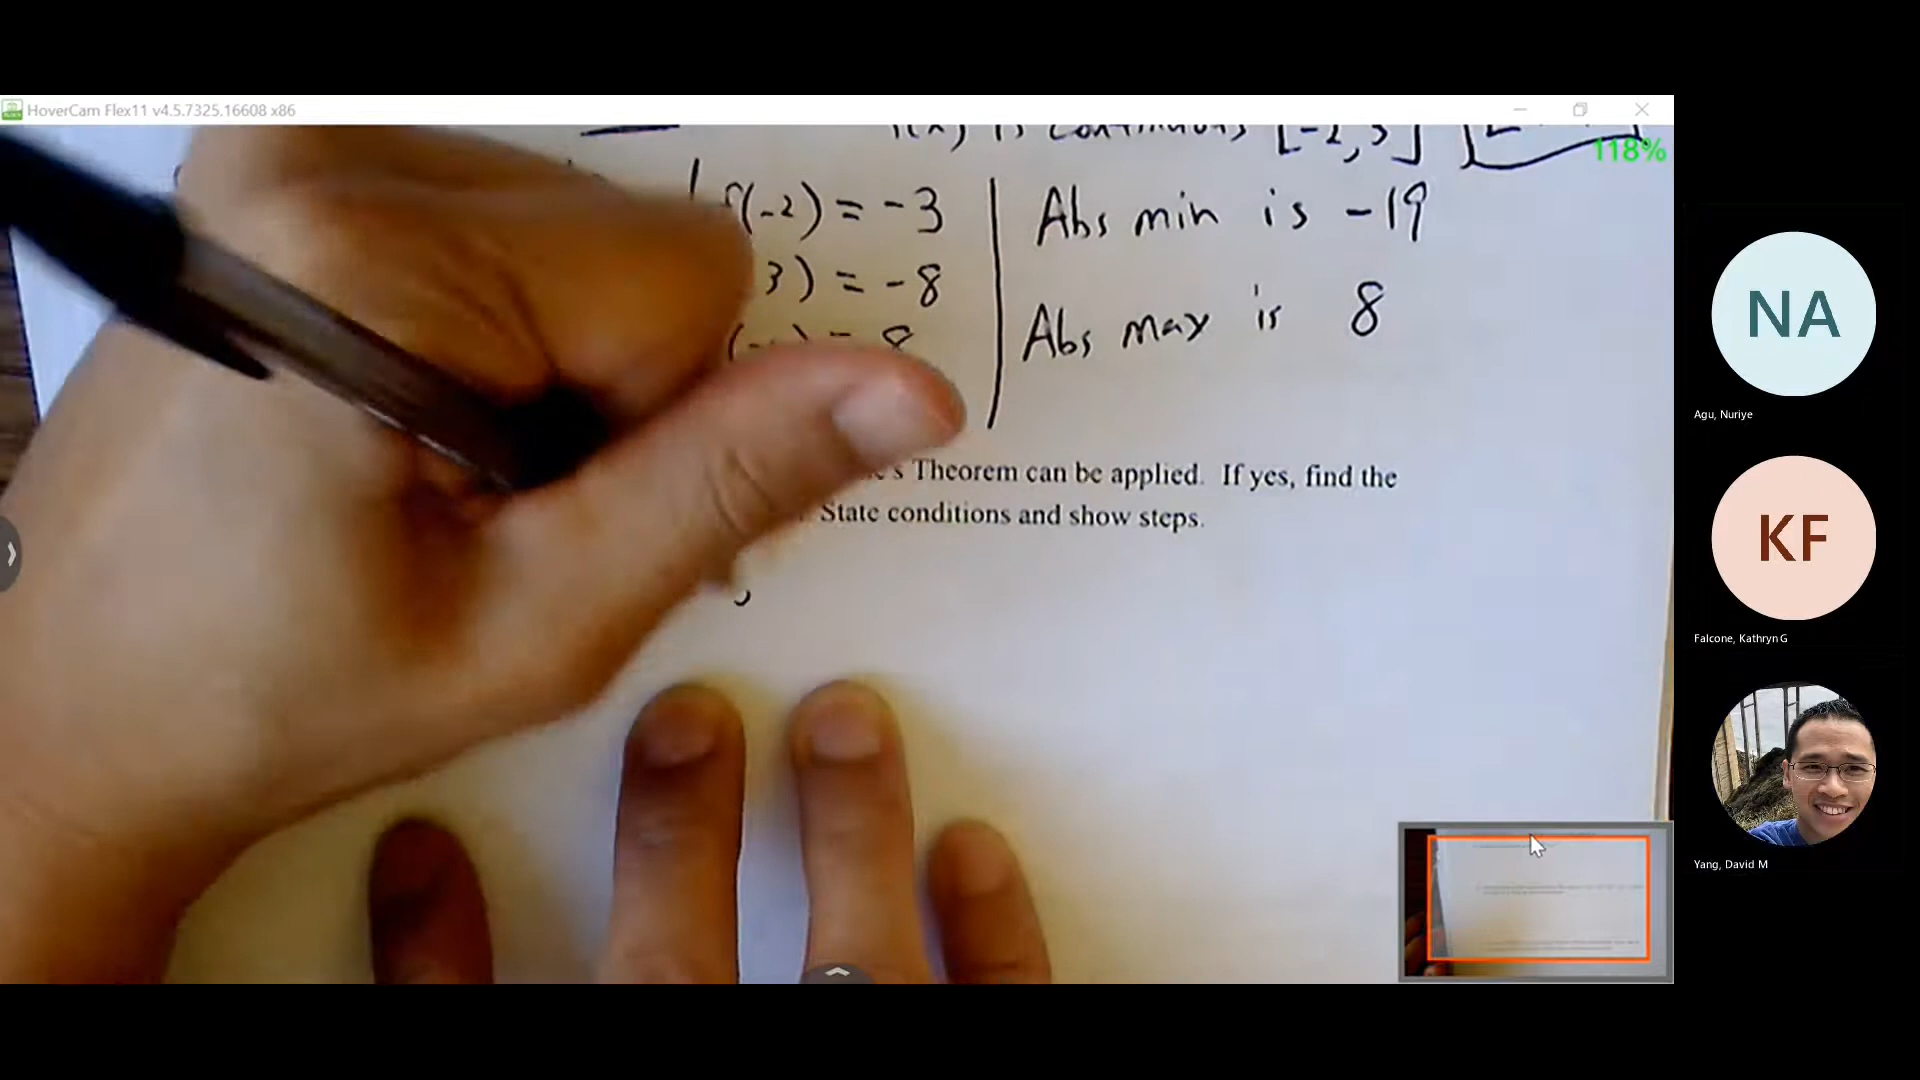 HoverCam Flex11 v4.5.7325.16608 x86
f(x) is continuous [-2,3]
118%
f(-2) = -3
3) = -8
= 8
Abs min is -19
Abs max is 8
's Theorem can be applied. If yes, find the
State conditions and show steps.
NA
Agu, Nuriye
KF
Falcone, Kathryn G
Yang, David M